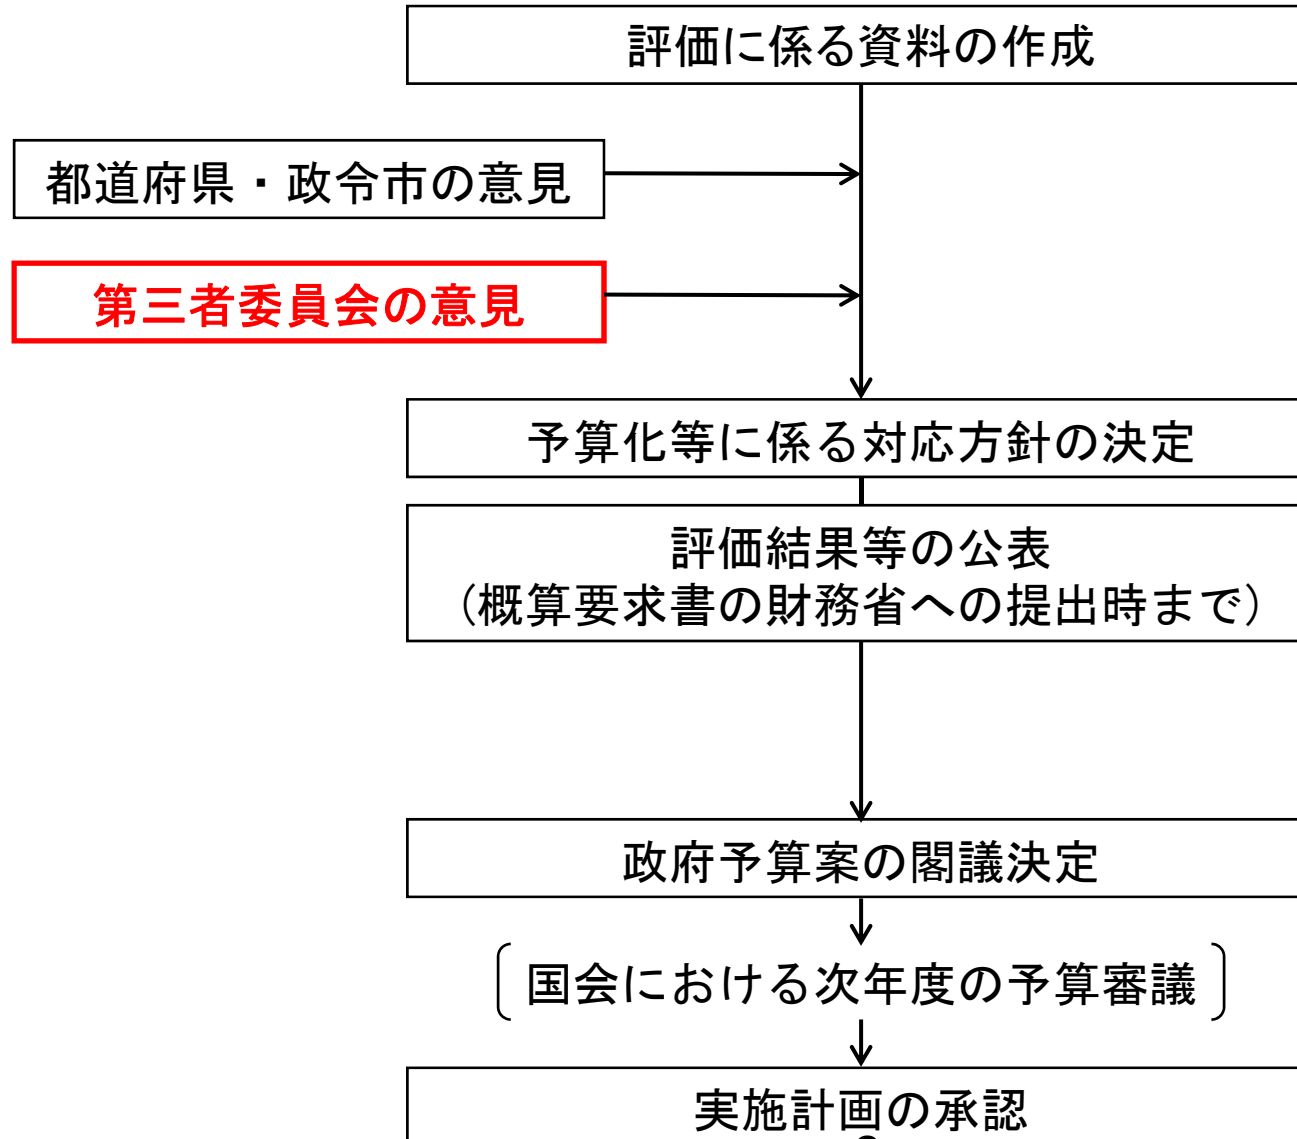 評価に係る資料の作成
都道府県・政令市の意見
第三者委員会の意見
予算化等に係る対応方針の決定
評価結果等の公表
（概算要求書の財務省への提出時まで）
政府予算案の閣議決定
国会における次年度の予算審議
実施計画の承認